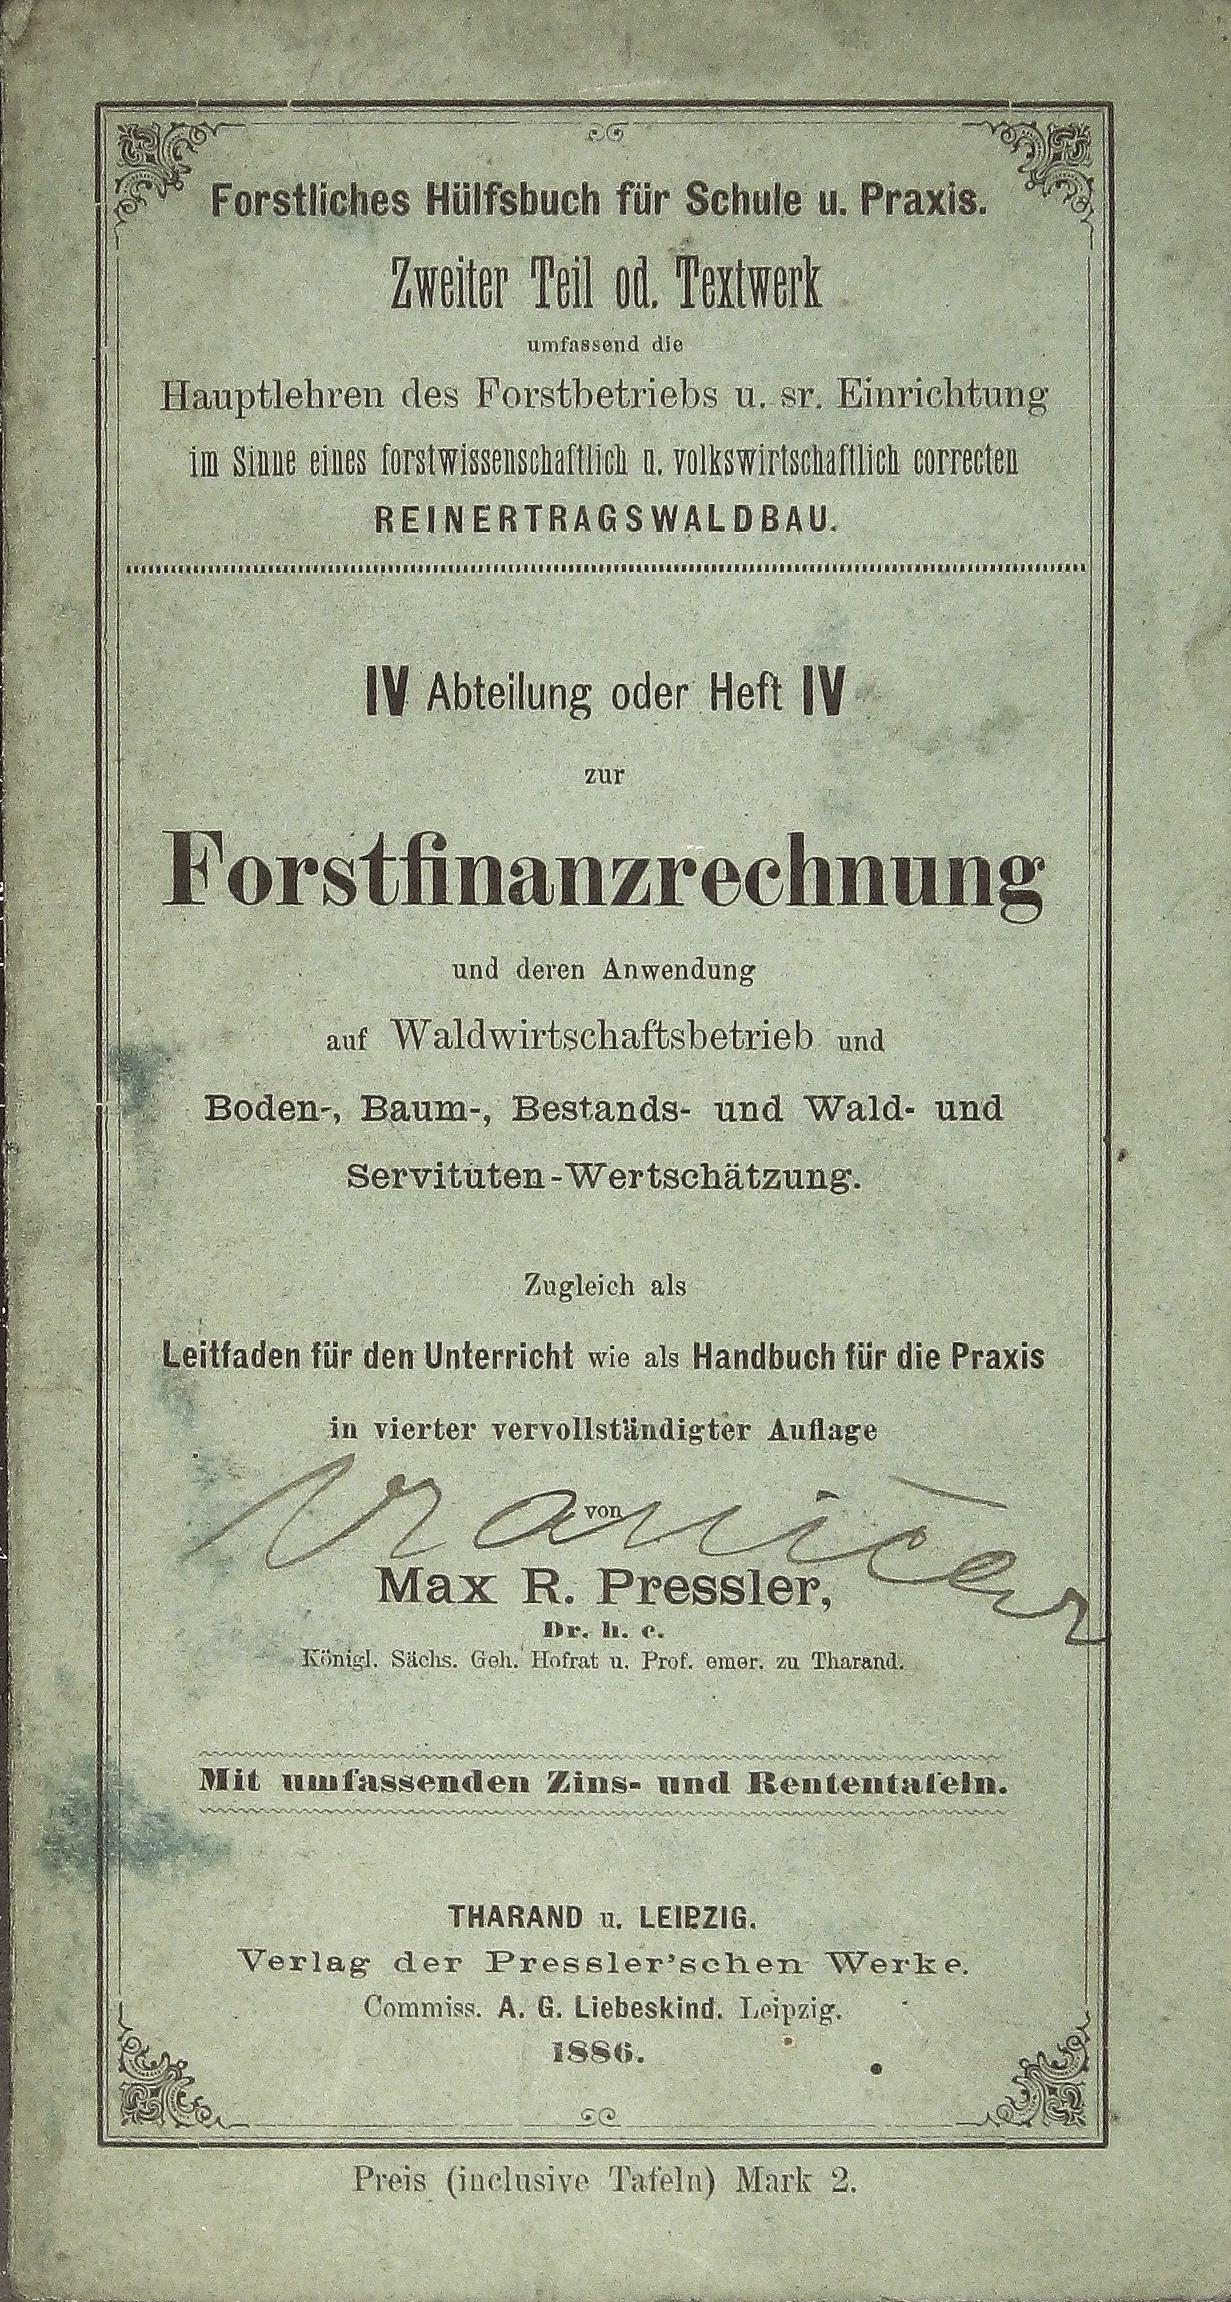 Forstliches Hülfsbuch für Schule u. Praxis.
Zweiter Teil od. Textwerk
umfassend die
Hauptlehren des Forstbetriebs u. sr. Einrichtung
im Sinne eines forstwissenschaftlich u. volkswirtschaftlich correcten
REINERTRAGSWALDBAU.
IV Abteilung oder Heft IV
zur
Forstfinanzrechnung
und deren Anwendung
auf Waldwirtschaftsbetrieb und
Boden-, Baum-, Bestands- und Wald- und
Servituten-Wertschätzung.
Zugleich als
Leitfaden für den Unterricht wie als Handbuch für die Praxis
in vierter vervollständigter Auflage
von
Max R. Pressler,
Dr. h. c.
Königl. Sächs. Geh. Hofrat u. Prof. emer. zu Tharand.
Mit umfassenden Zins- und Rententafeln.
THARAND u. LEIPZIG.
Verlag der Pressler'schen Werke.
Commiss. A. G. Liebeskind. Leipzig.
1886.
Preis (inclusive Tafeln) Mark 2.